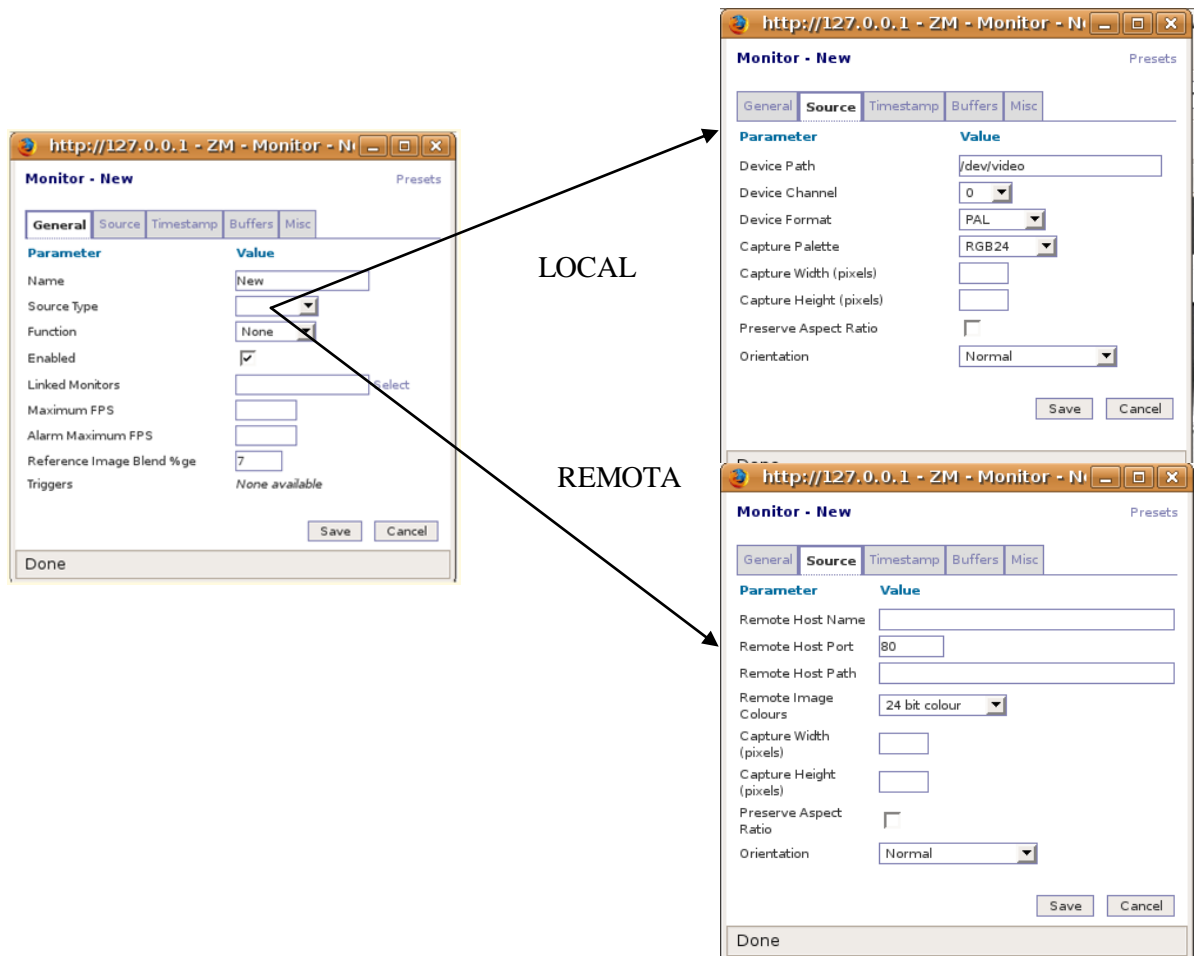 http://127.0.0.1 - ZM - Monitor - N
Monitor - New
Presets
General Source Timestamp Buffers Misc
Parameter Value
Name New
Source Type
Function None
Enabled
Linked Monitors Select
Maximum FPS
Alarm Maximum FPS
Reference Image Blend %ge 7
Triggers None available
Save Cancel
Done
LOCAL
REMOTA
http://127.0.0.1 - ZM - Monitor - N
Monitor - New
Presets
General Source Timestamp Buffers Misc
Parameter Value
Device Path /dev/video
Device Channel 0
Device Format PAL
Capture Palette RGB24
Capture Width (pixels)
Capture Height (pixels)
Preserve Aspect Ratio
Orientation Normal
Save Cancel
Done
http://127.0.0.1 - ZM - Monitor - N
Monitor - New
Presets
General Source Timestamp Buffers Misc
Parameter Value
Remote Host Name
Remote Host Port 80
Remote Host Path
Remote Image
Colours
24 bit colour
Capture Width
(pixels)
Capture Height
(pixels)
Preserve Aspect
Ratio
Orientation Normal
Save Cancel
Done